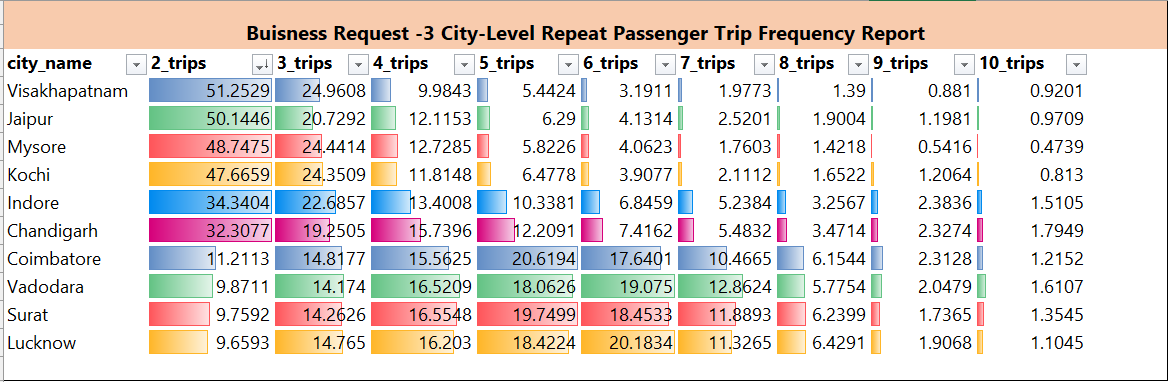 Buisness Request -3 City-Level Repeat Passenger Trip Frequency Report
city_name 2_trips 3_trips 4_trips 5_trips 6_trips 7_trips 8_trips 9_trips 10_trips
Visakhapatnam 51.2529 24.9608 9.9843 5.4424 3.1911 1.9773 1.39 0.881 0.9201
Jaipur 50.1446 20.7292 12.1153 6.29 4.1314 2.5201 1.9004 1.1981 0.9709
Mysore 48.7475 24.4414 12.7285 5.8226 4.0623 1.7603 1.4218 0.5416 0.4739
Kochi 47.6659 24.3509 11.8148 6.4778 3.9077 2.1112 1.6522 1.2064 0.813
Indore 34.3404 22.6857 13.4008 10.3381 6.8459 5.2384 3.2567 2.3836 1.5105
Chandigarh 32.3077 19.2505 15.7396 12.2091 7.4162 5.4832 3.4714 2.3274 1.7949
Coimbatore 11.2113 14.8177 15.5625 20.6194 17.6401 10.4665 6.1544 2.3128 1.2152
Vadodara 9.8711 14.174 16.5209 18.0626 19.075 12.8624 5.7754 2.0479 1.6107
Surat 9.7592 14.2626 16.5548 19.7499 18.4533 11.8893 6.2399 1.7365 1.3545
Lucknow 9.6593 14.765 16.203 18.4224 20.1834 11.3265 6.4291 1.9068 1.1045